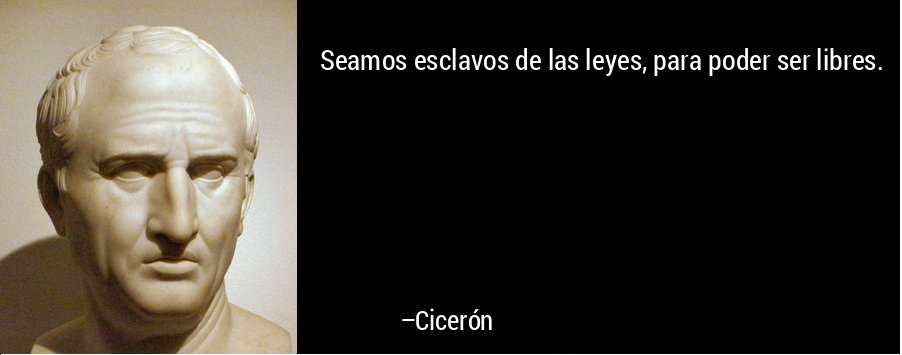 Seamos esclavos de las leyes, para poder ser libres.
–Cicerón